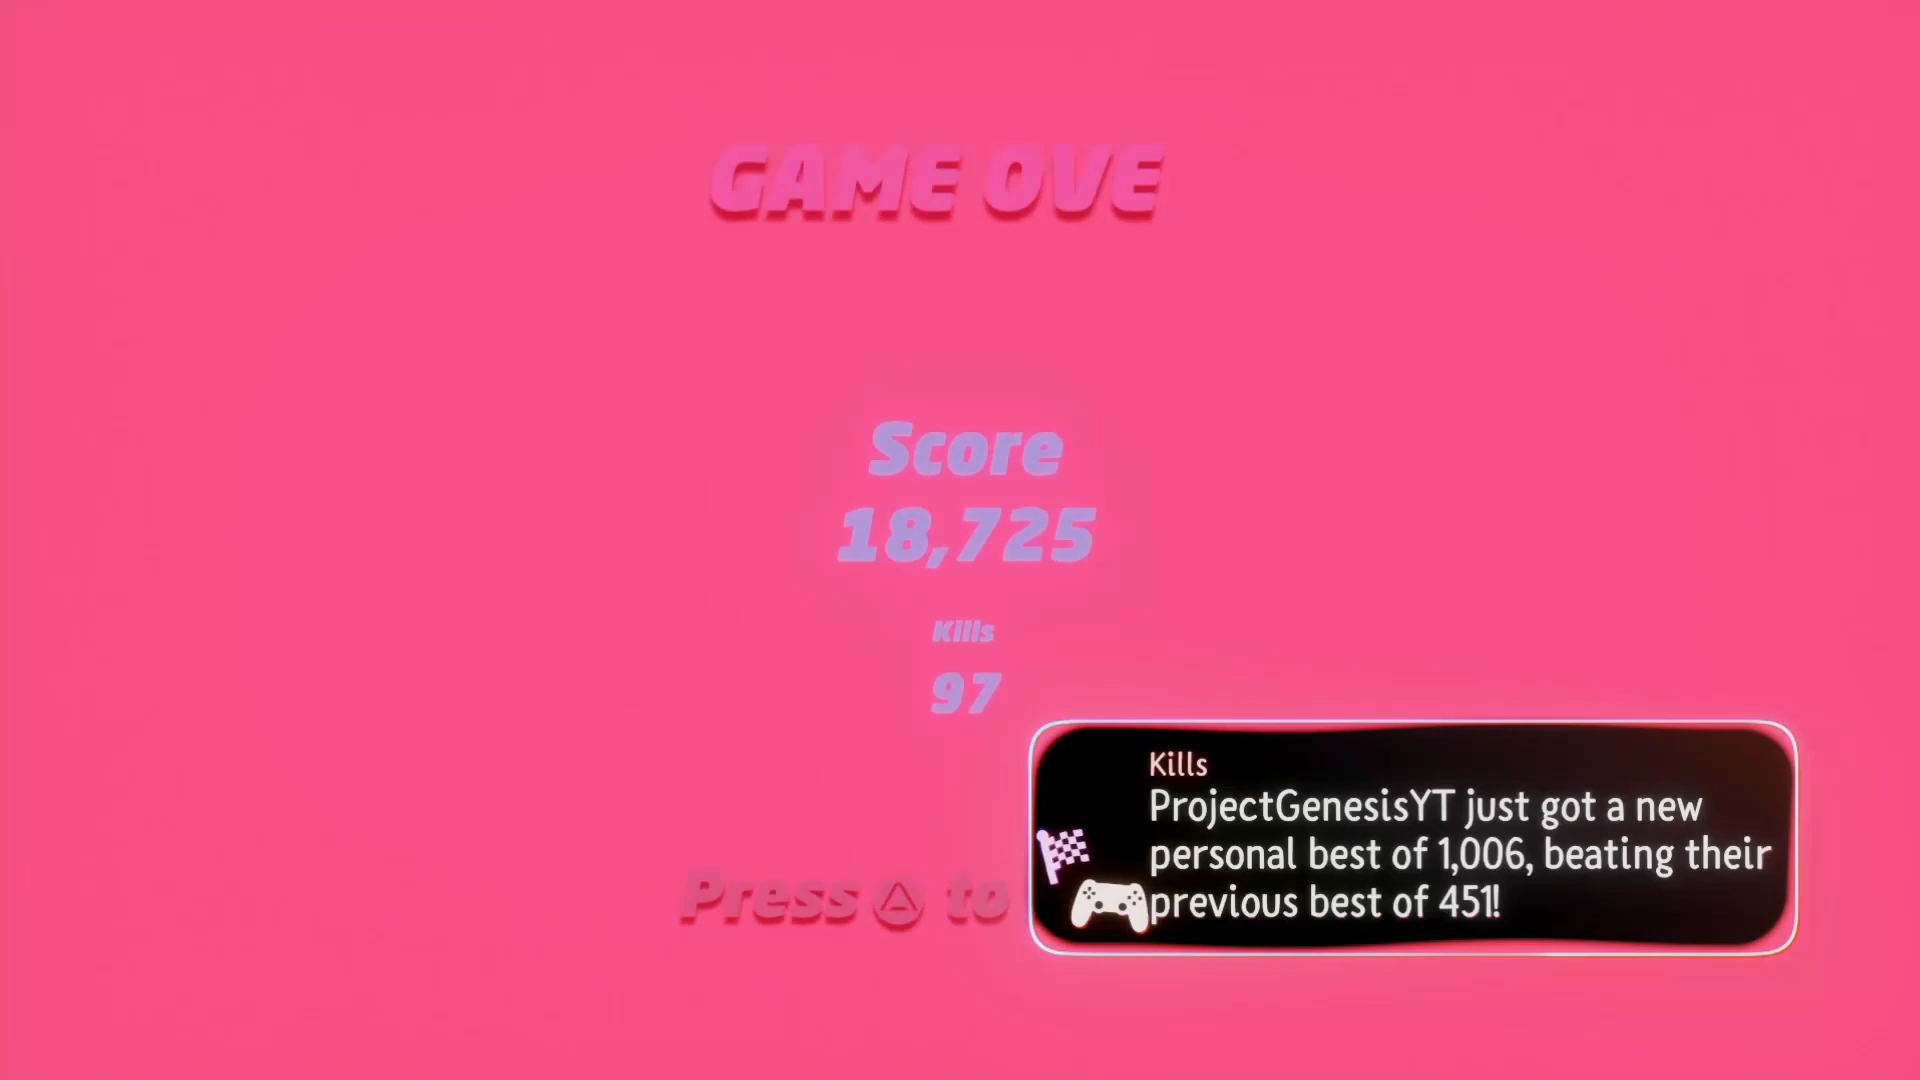 GAME OVE
Score
18,725
Kills
97
Press to
Kills
ProjectGenesisYT just got a new
personal best of 1,006, beating their
previous best of 451!